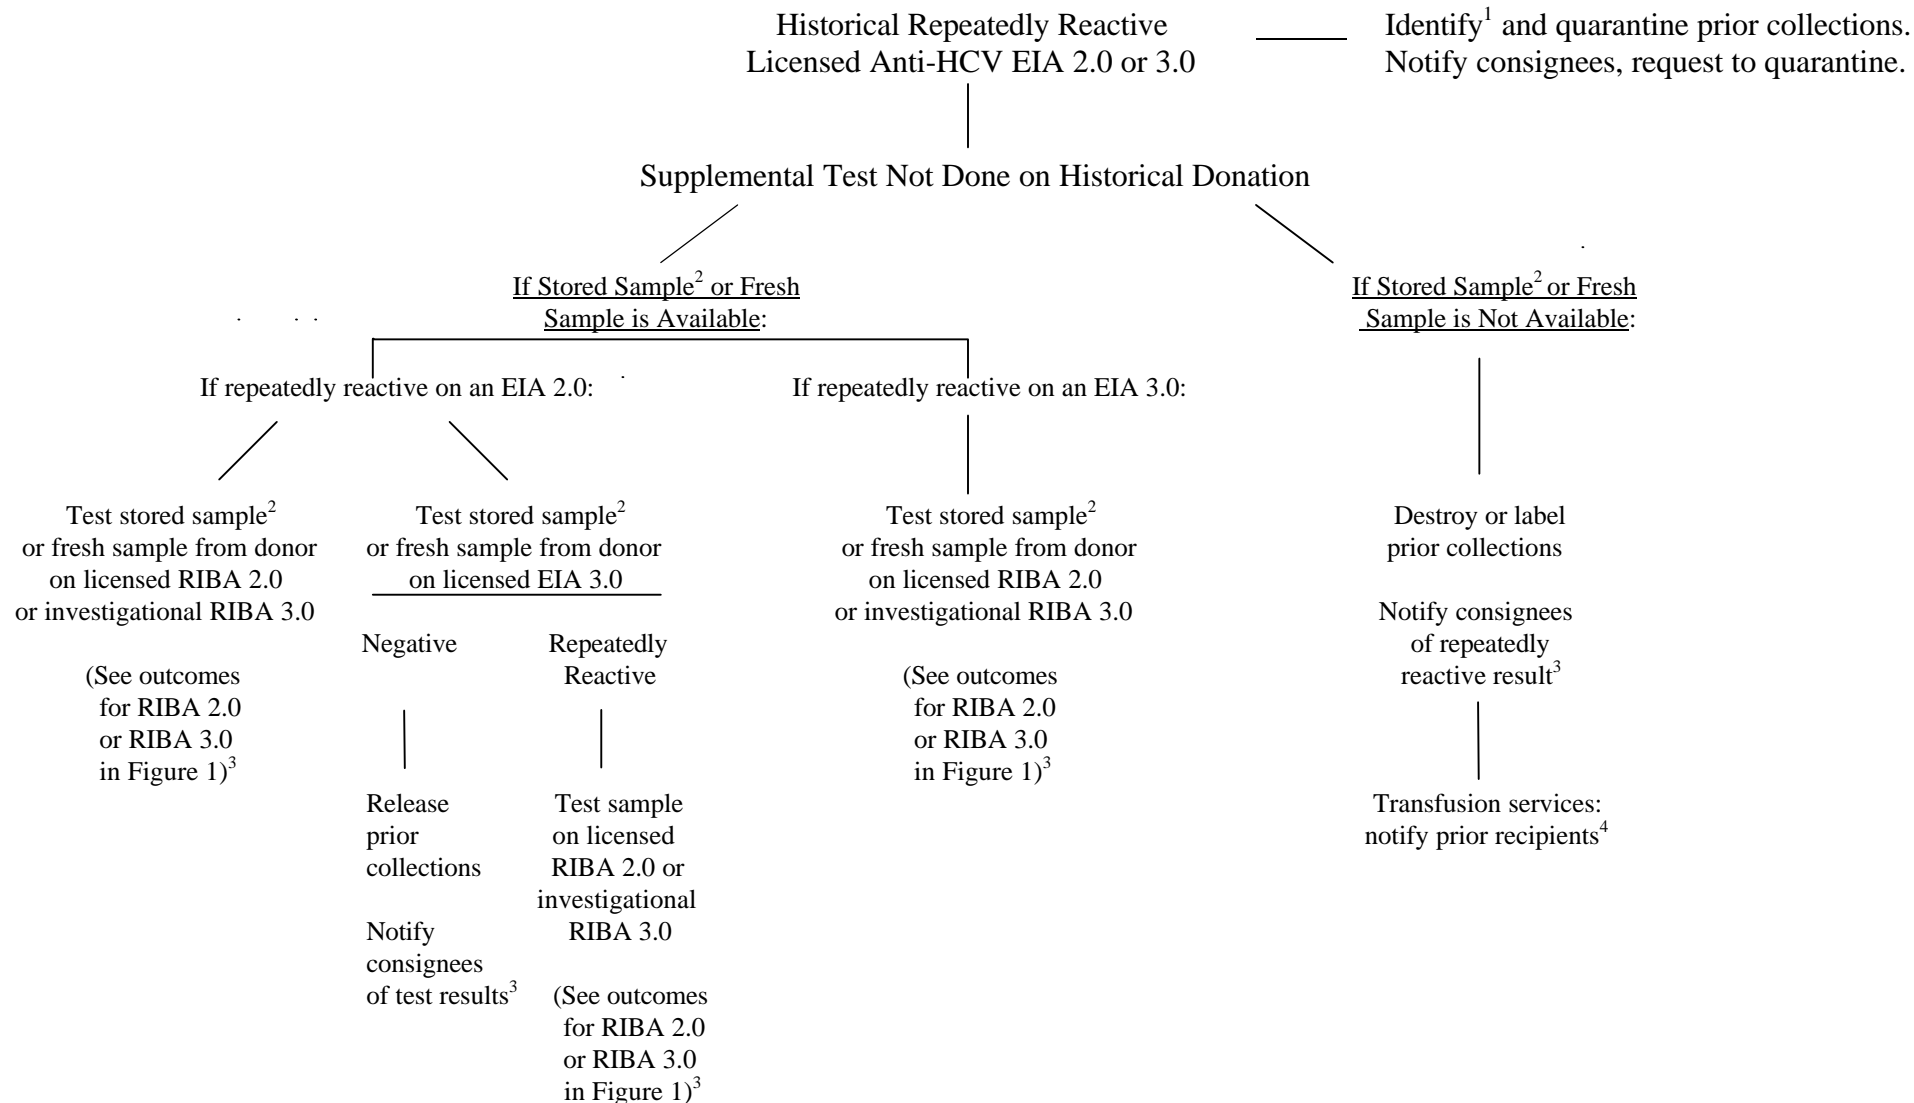 Historical Repeatedly Reactive
Licensed Anti-HCV EIA 2.0 or 3.0
Identify1 and quarantine prior collections.
Notify consignees, request to quarantine.
Supplemental Test Not Done on Historical Donation
If Stored Sample2 or Fresh
Sample is Available:
If Stored Sample2 or Fresh
Sample is Not Available:
If repeatedly reactive on an EIA 2.0:
If repeatedly reactive on an EIA 3.0:
Test stored sample2
or fresh sample from donor
on licensed RIBA 2.0
or investigational RIBA 3.0
(See outcomes
for RIBA 2.0
or RIBA 3.0
in Figure 1)3
Test stored sample2
or fresh sample from donor
on licensed EIA 3.0
Negative
Release
prior
collections
Notify
consignees
of test results3
Repeatedly
Reactive
Test sample
on licensed
RIBA 2.0 or
investigational
RIBA 3.0
(See outcomes
for RIBA 2.0
or RIBA 3.0
in Figure 1)3
Test stored sample2
or fresh sample from donor
on licensed RIBA 2.0
or investigational RIBA 3.0
(See outcomes
for RIBA 2.0
or RIBA 3.0
in Figure 1)3
Destroy or label
prior collections
Notify consignees
of repeatedly
reactive result3
Transfusion services:
notify prior recipients4